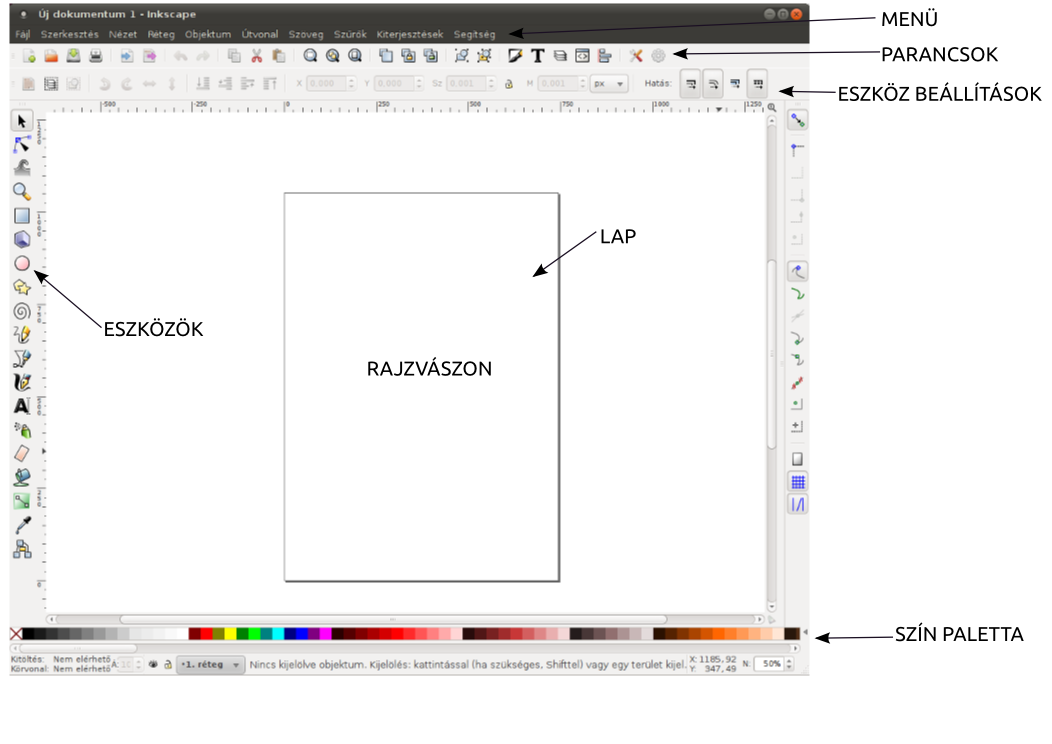 Új dokumentum 1 - Inkscape
MENÜ
Fájl Szerkesztés Nézet Réteg Objektum Útvonal Szöveg Szűrők Kiterjesztések Segítség
PARANCSOK
X 0,000 Y 0,000 Sz 0,001 M 0,001 px Hatás:
ESZKÖZ BEÁLLÍTÁSOK
-500 -250 0 250 500 750 1000 1250
LAP
ESZKÖZÖK
RAJZVÁSZON
SZÍN PALETTA
Kitöltés: Nem elérhető
Körvonal: Nem elérhető
A: 10
•1. réteg
Nincs kijelölve objektum. Kijelölés: kattintással (ha szükséges, Shifttel) vagy egy terület kijel.
X: 1185,92
Y: 347,49
N: 50%